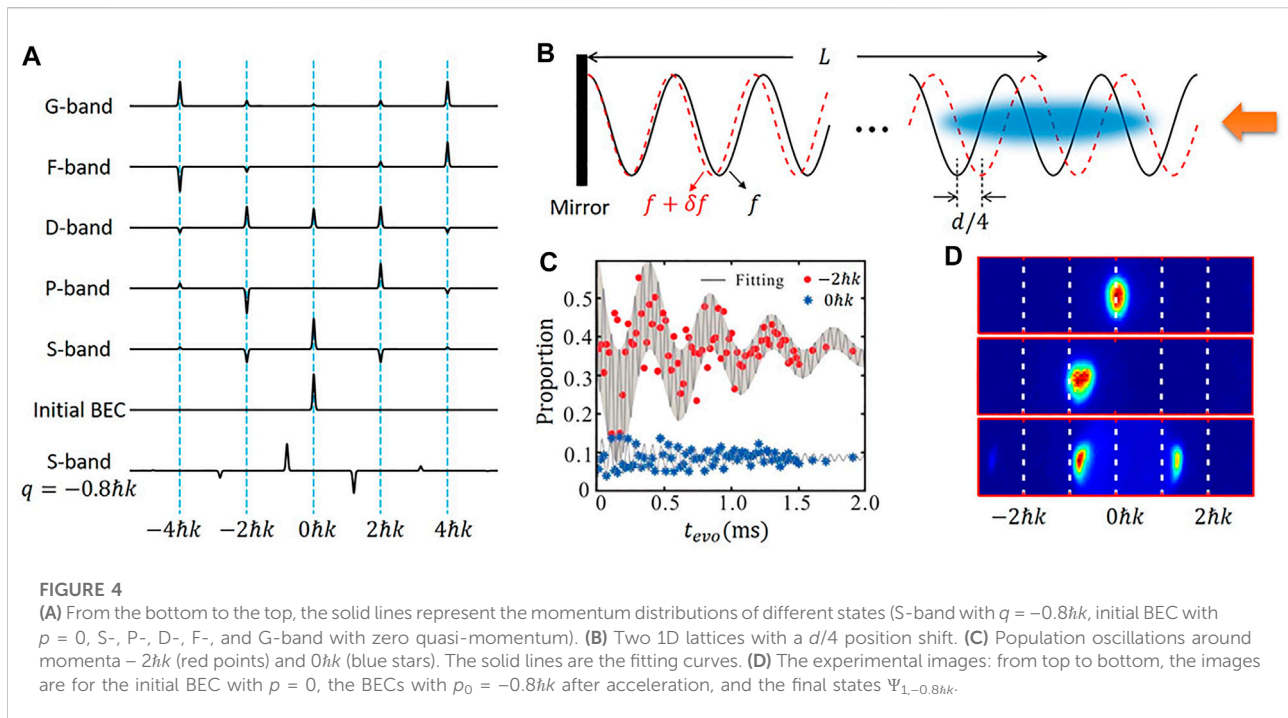 A
G-band
F-band
D-band
P-band
S-band
Initial BEC
S-band
q = −0.8ħk
−4ħk −2ħk 0ħk 2ħk 4ħk
B
L
Mirror
f + δf
f
d/4
C
Fitting
−2ħk
0ħk
Proportion
0.5
0.4
0.3
0.2
0.1
0
0 0.5 1.0 1.5 2.0
t_evo(ms)
D
−2ħk 0ħk 2ħk
FIGURE 4
(A) From the bottom to the top, the solid lines represent the momentum distributions of different states (S-band with q = −0.8ħk, initial BEC with
p = 0, S-, P-, D-, F-, and G-band with zero quasi-momentum). (B) Two 1D lattices with a d/4 position shift. (C) Population oscillations around
momenta – 2ħk (red points) and 0ħk (blue stars). The solid lines are the fitting curves. (D) The experimental images: from top to bottom, the images
are for the initial BEC with p = 0, the BECs with p₀ = −0.8ħk after acceleration, and the final states Ψ₁,₋₀.₈ħk.